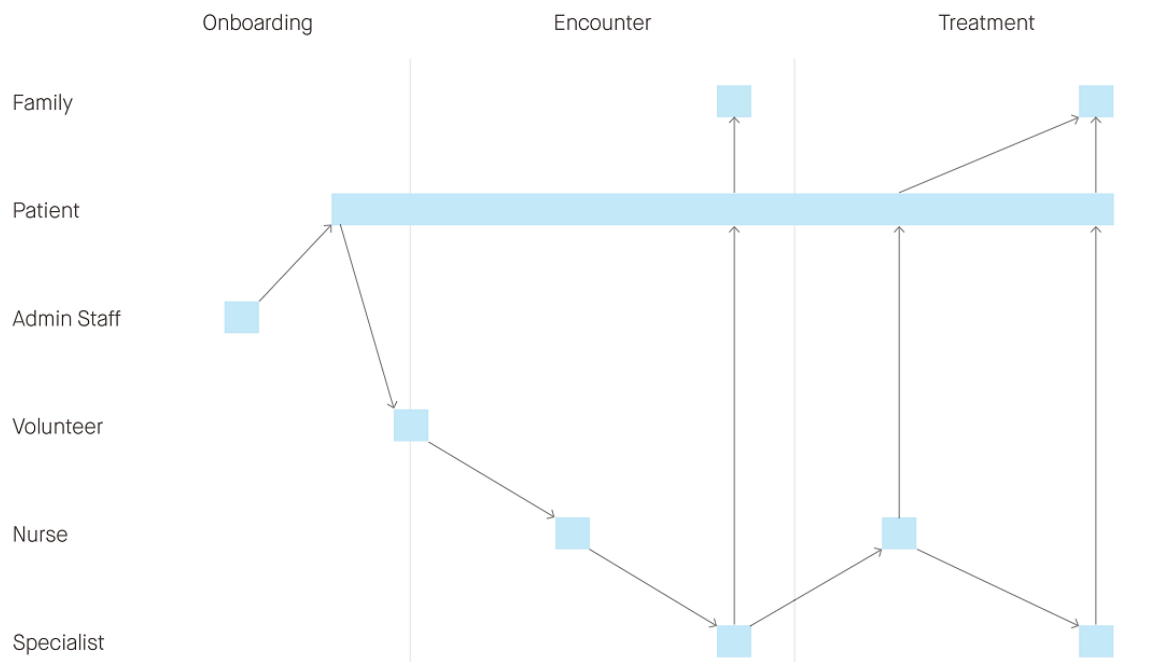 Onboarding Encounter Treatment
Family
Patient
Admin Staff
Volunteer
Nurse
Specialist